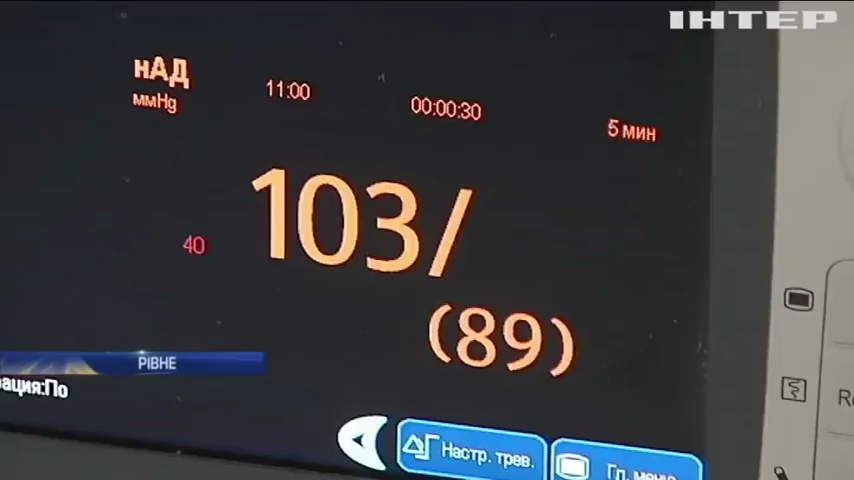 ІНТЕР
нАД
ммHg
11:00
00:00:30
5 мин
103/
40
(89)
РІВНЕ
рация:По
Настр. трев.
Гл. меню